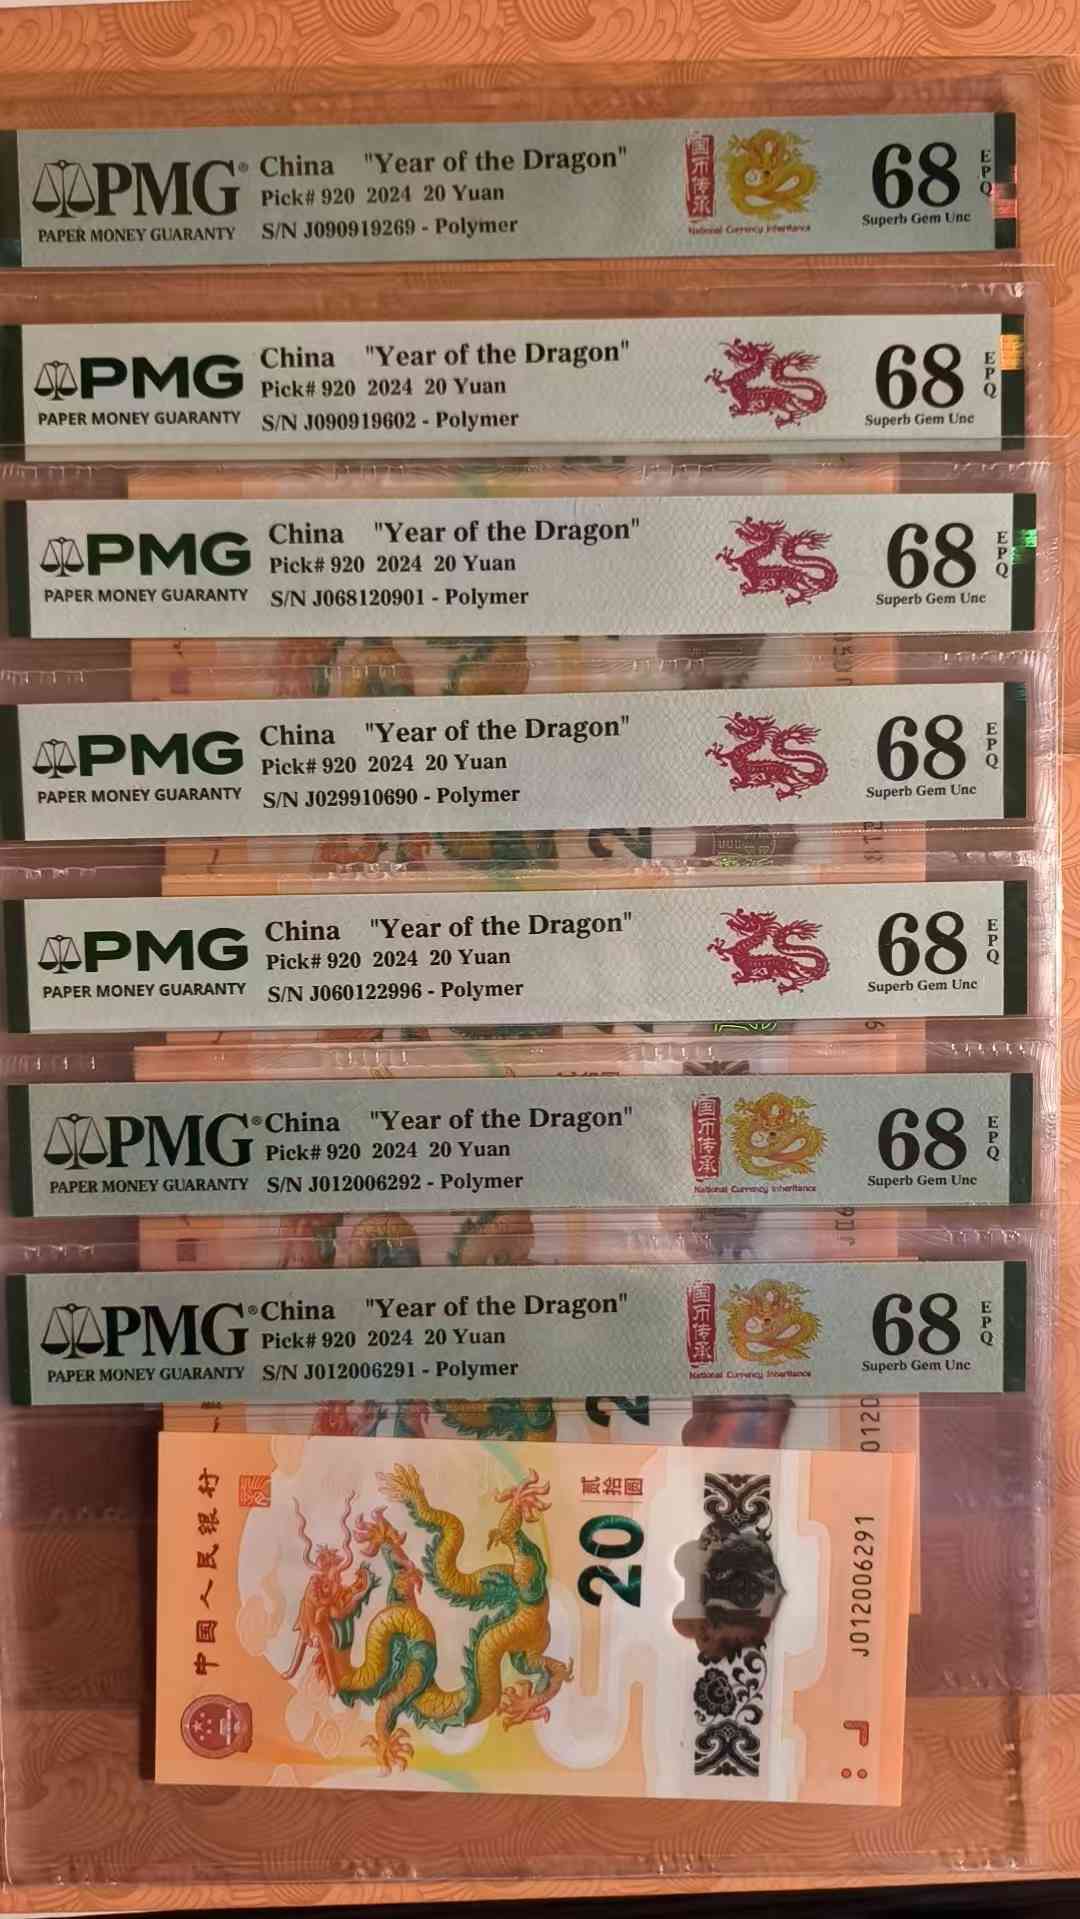 PMG®
PAPER MONEY GUARANTY
China "Year of the Dragon"
Pick# 920 2024 20 Yuan
S/N J090919269 - Polymer
国币传承
National Currency Inheritance
68
EPQ
Superb Gem Unc
PMG
PAPER MONEY GUARANTY
China "Year of the Dragon"
Pick# 920 2024 20 Yuan
S/N J090919602 - Polymer
68
EPQ
Superb Gem Unc
PMG
PAPER MONEY GUARANTY
China "Year of the Dragon"
Pick# 920 2024 20 Yuan
S/N J068120901 - Polymer
68
EPQ
Superb Gem Unc
PMG
PAPER MONEY GUARANTY
China "Year of the Dragon"
Pick# 920 2024 20 Yuan
S/N J029910690 - Polymer
68
EPQ
Superb Gem Unc
PMG
PAPER MONEY GUARANTY
China "Year of the Dragon"
Pick# 920 2024 20 Yuan
S/N J060122996 - Polymer
68
EPQ
Superb Gem Unc
PMG®
PAPER MONEY GUARANTY
China "Year of the Dragon"
Pick# 920 2024 20 Yuan
S/N J012006292 - Polymer
国币传承
National Currency Inheritance
68
EPQ
Superb Gem Unc
PMG®
PAPER MONEY GUARANTY
China "Year of the Dragon"
Pick# 920 2024 20 Yuan
S/N J012006291 - Polymer
国币传承
National Currency Inheritance
68
EPQ
Superb Gem Unc
0120
中国人民银行
贰拾圆
20
J012006291